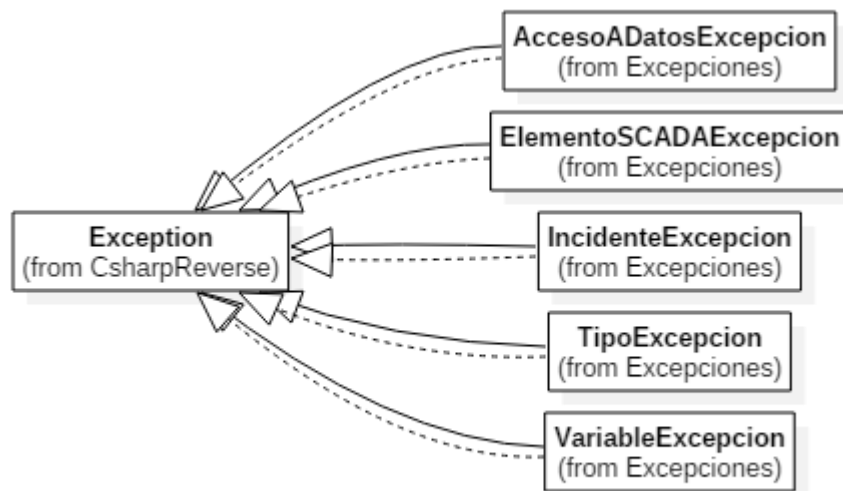 AccesoADatosExcepcion
(from Excepciones)
ElementoSCADAExcepcion
(from Excepciones)
Exception
(from CsharpReverse)
IncidenteExcepcion
(from Excepciones)
TipoExcepcion
(from Excepciones)
VariableExcepcion
(from Excepciones)